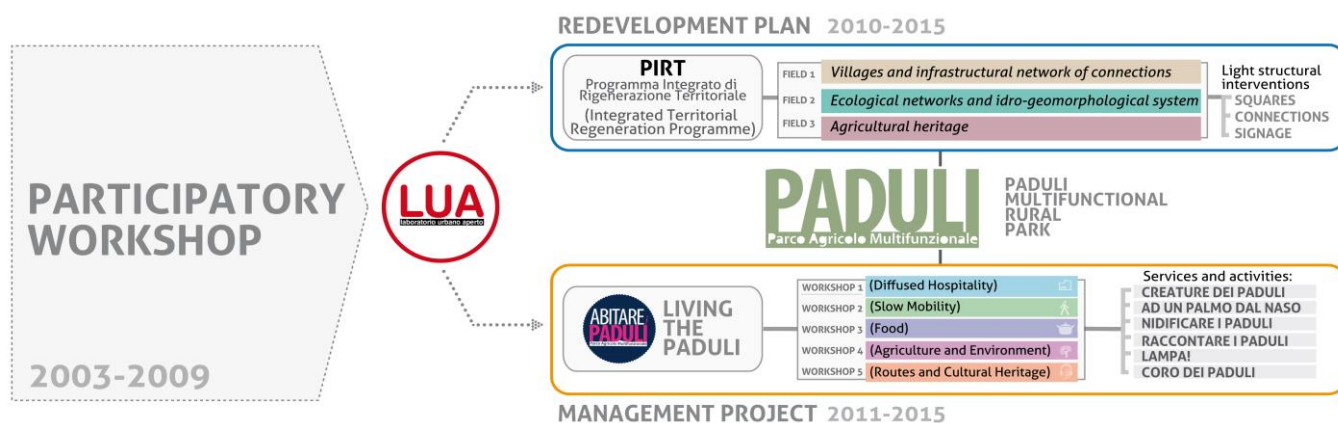 PARTICIPATORY
WORKSHOP
2003-2009
LUA
laboratorio urbano aperto
REDEVELOPMENT PLAN 2010-2015
PIRT
Programma Integrato di
Rigenerazione Territoriale
(Integrated Territorial
Regeneration Programme)
FIELD 1 Villages and infrastructural network of connections
FIELD 2 Ecological networks and idro-geomorphological system
FIELD 3 Agricultural heritage
Light structural
interventions
SQUARES
CONNECTIONS
SIGNAGE
PADULI
Parco Agricolo Multifunzionale
PADULI
MULTIFUNCTIONAL
RURAL
PARK
ABITARE
PADULI
Parco Agricolo Multifunzionale
LIVING
THE
PADULI
WORKSHOP 1 (Diffused Hospitality)
WORKSHOP 2 (Slow Mobility)
WORKSHOP 3 (Food)
WORKSHOP 4 (Agriculture and Environment)
WORKSHOP 5 (Routes and Cultural Heritage)
Services and activities:
CREATURE DEI PADULI
AD UN PALMO DAL NASO
NIDIFICARE I PADULI
RACCONTARE I PADULI
LAMPA!
CORO DEI PADULI
MANAGEMENT PROJECT 2011-2015